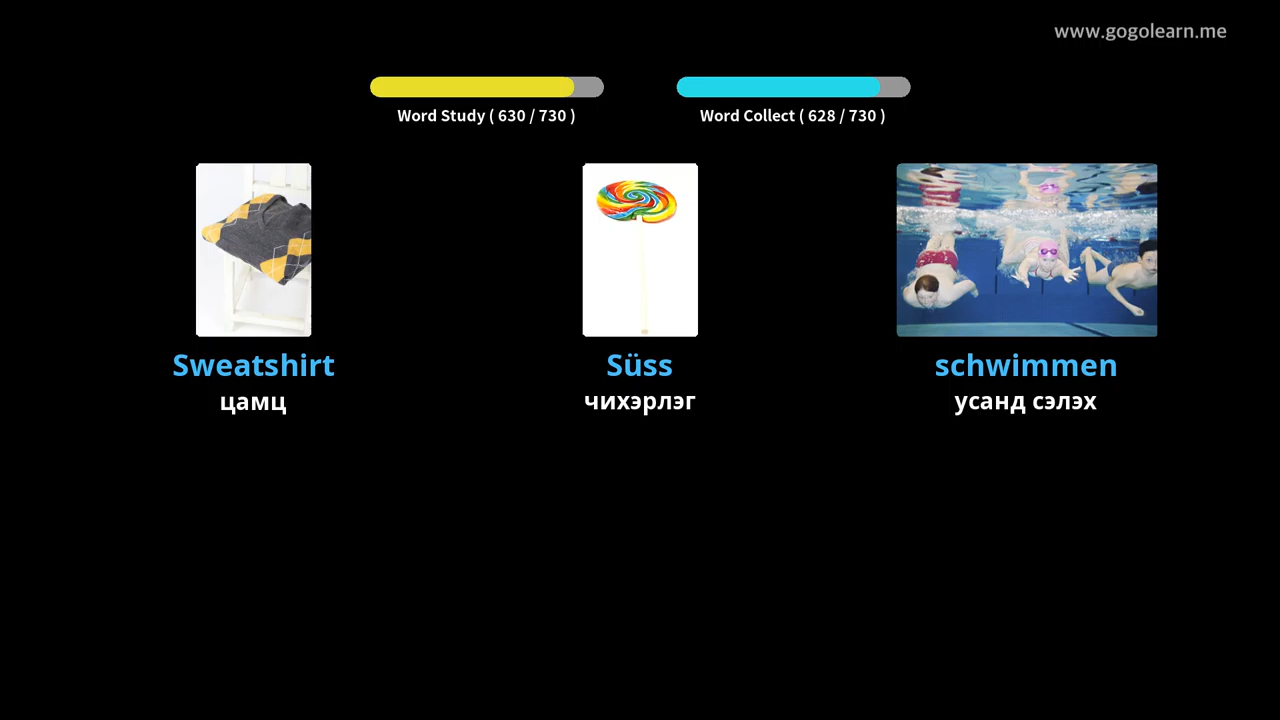 www.gogolearn.me
Word Study ( 630 / 730 )
Word Collect ( 628 / 730 )
Sweatshirt
цамц
Süss
чихэрлэг
schwimmen
усанд сэлэх